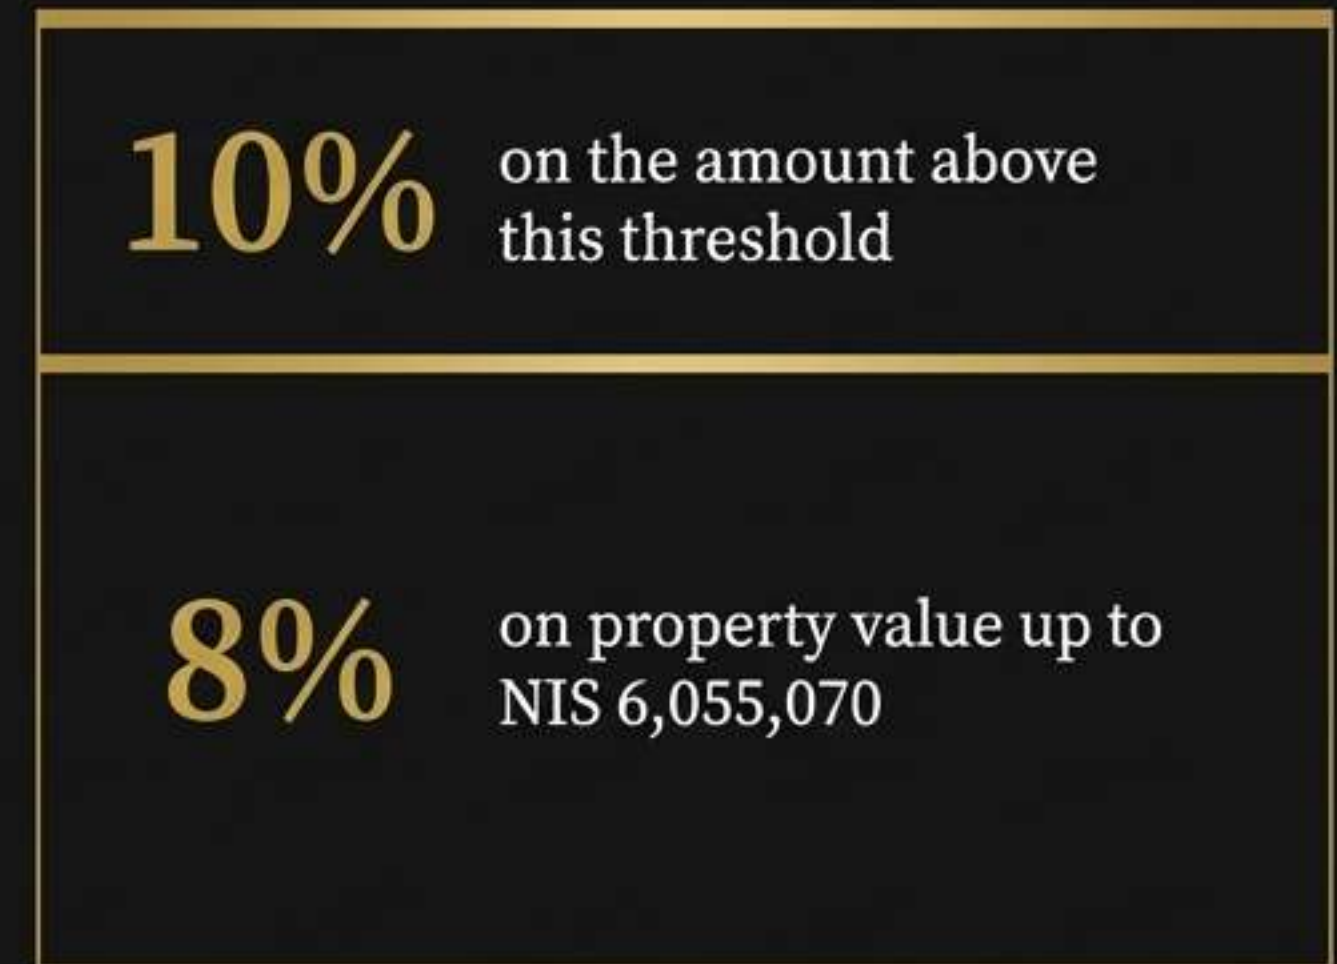 10%
on the amount above
this threshold
8%
on property value up to
NIS 6,055,070